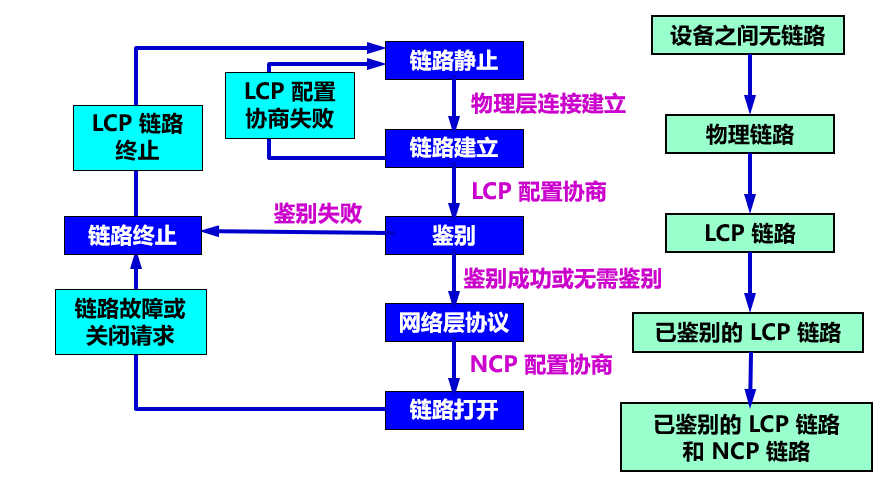 链路静止
LCP 配置
协商失败
物理层连接建立
LCP 链路
终止
链路建立
LCP 配置协商
鉴别失败
链路终止
鉴别
鉴别成功或无需鉴别
链路故障或
关闭请求
网络层协议
NCP 配置协商
链路打开
设备之间无链路
物理链路
LCP 链路
已鉴别的 LCP 链路
已鉴别的 LCP 链路
和 NCP 链路